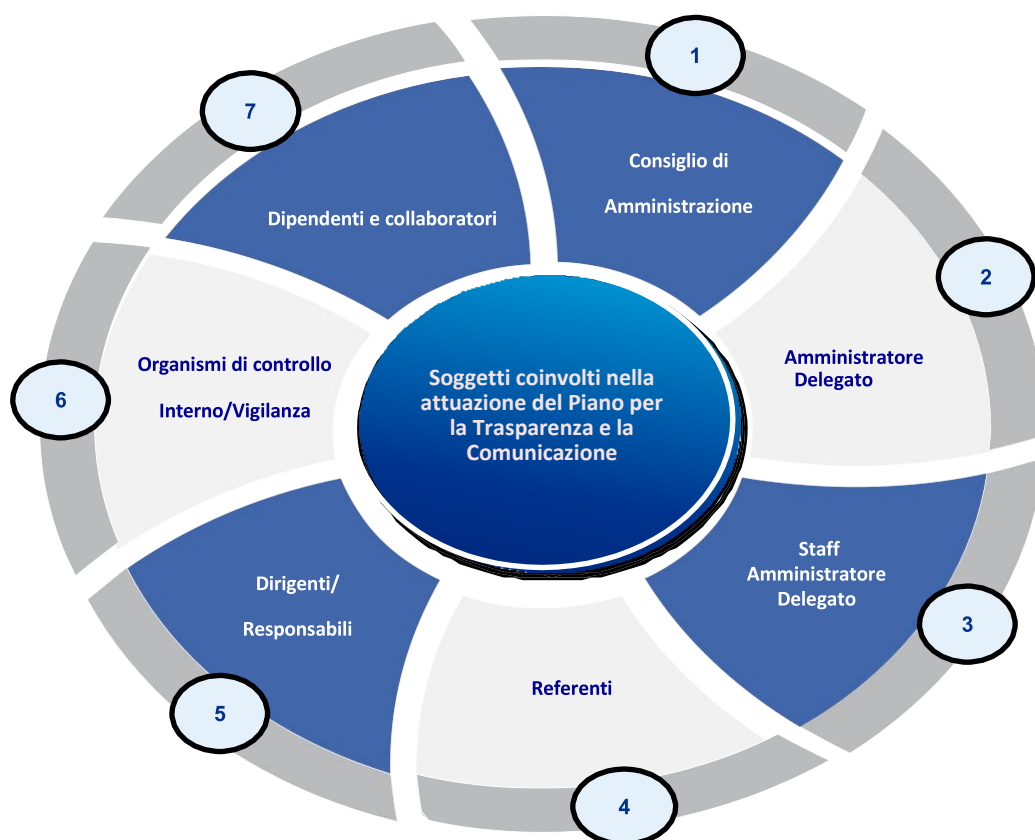 1
Consiglio di
Amministrazione
2
Amministratore
Delegato
3
Staff
Amministratore
Delegato
4
Referenti
5
Dirigenti/
Responsabili
6
Organismi di controllo
Interno/Vigilanza
7
Dipendenti e collaboratori
Soggetti coinvolti nella
attuazione del Piano per
la Trasparenza e la
Comunicazione